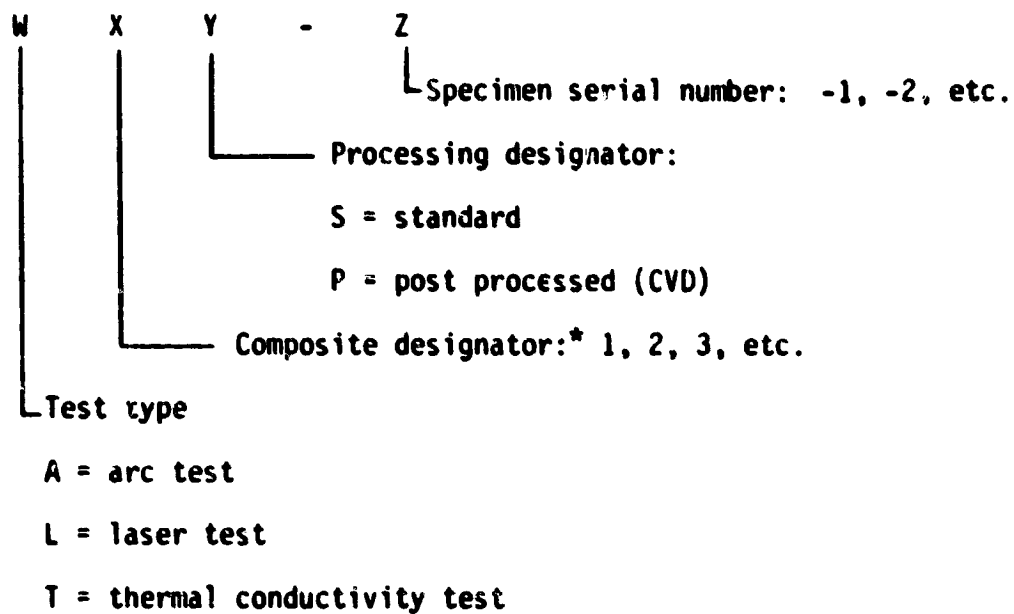 W X Y - Z
Specimen serial number: -1, -2, etc.
Processing designator:
S = standard
P = post processed (CVD)
Composite designator:* 1, 2, 3, etc.
Test type
A = arc test
L = laser test
T = thermal conductivity test